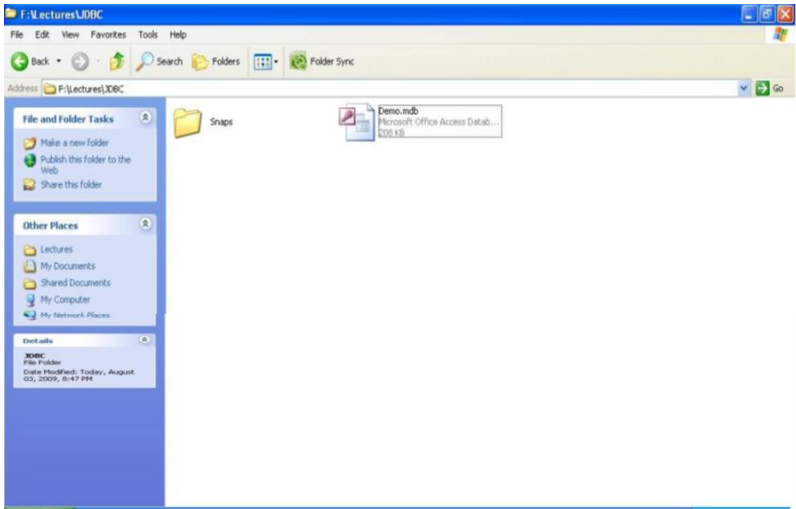 F:\Lectures\JDBC
File Edit View Favorites Tools Help
Back Search Folders Folder Sync
Address F:\Lectures\JDBC Go
File and Folder Tasks
Make a new folder
Publish this folder to the
Web
Share this folder
Other Places
Lectures
My Documents
Shared Documents
My Computer
My Network Places
Details
JDBC
File Folder
Date Modified: Today, August
03, 2009, 8:47 PM
Snaps
Demo.mdb
Microsoft Office Access Datab...
208 KB